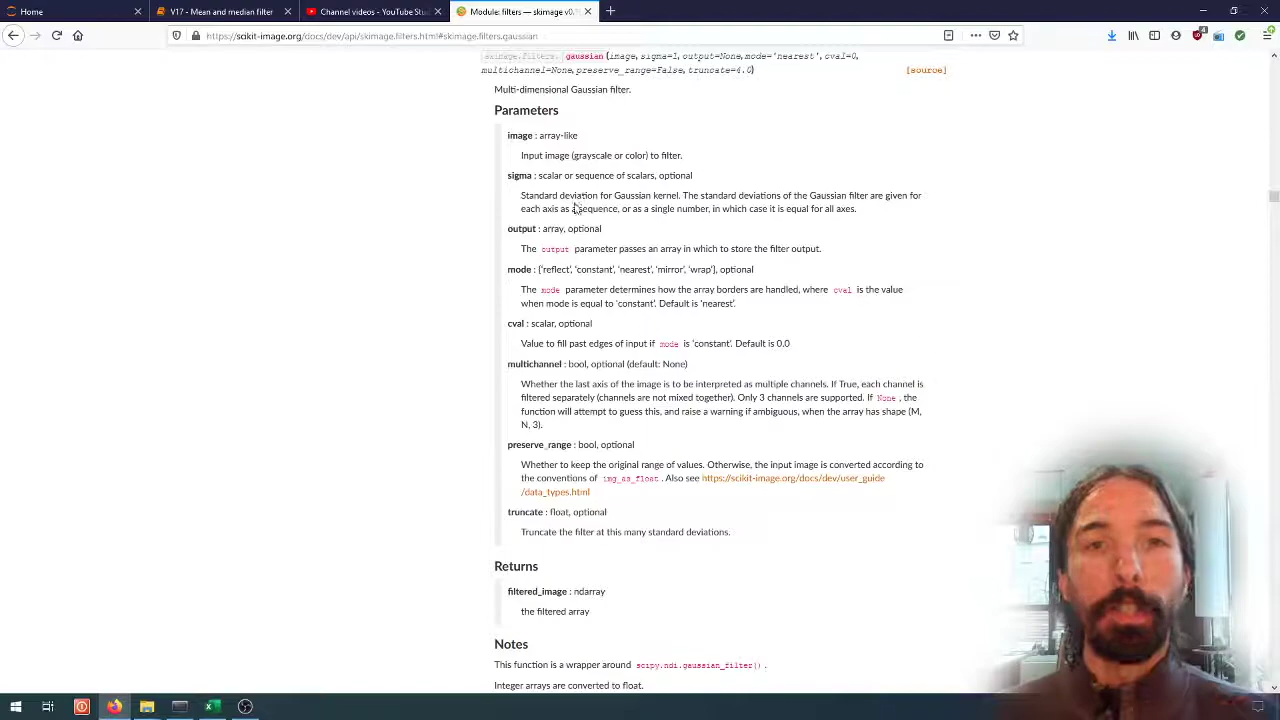 Home
V17 - Mean and median filter
Channel videos - YouTube Stu
Module: filters — skimage v0.
https://scikit-image.org/docs/dev/api/skimage.filters.html#skimage.filters.gaussian
skimage.filters.gaussian(image, sigma=1, output=None, mode='nearest', cval=0,
multichannel=None, preserve_range=False, truncate=4.0) [source]
Multi-dimensional Gaussian filter.
Parameters
image : array-like
Input image (grayscale or color) to filter.
sigma : scalar or sequence of scalars, optional
Standard deviation for Gaussian kernel. The standard deviations of the Gaussian filter are given for
each axis as a sequence, or as a single number, in which case it is equal for all axes.
output : array, optional
The output parameter passes an array in which to store the filter output.
mode : {‘reflect’, ‘constant’, ‘nearest’, ‘mirror’, ‘wrap’}, optional
The mode parameter determines how the array borders are handled, where cval is the value
when mode is equal to ‘constant’. Default is ‘nearest’.
cval : scalar, optional
Value to fill past edges of input if mode is ‘constant’. Default is 0.0
multichannel : bool, optional (default: None)
Whether the last axis of the image is to be interpreted as multiple channels. If True, each channel is
filtered separately (channels are not mixed together). Only 3 channels are supported. If None, the
function will attempt to guess this, and raise a warning if ambiguous, when the array has shape (M,
N, 3).
preserve_range : bool, optional
Whether to keep the original range of values. Otherwise, the input image is converted according to
the conventions of img_as_float. Also see https://scikit-image.org/docs/dev/user_guide
/data_types.html
truncate : float, optional
Truncate the filter at this many standard deviations.
Returns
filtered_image : ndarray
the filtered array
Notes
This function is a wrapper around scipy.ndi.gaussian_filter().
Integer arrays are converted to float.